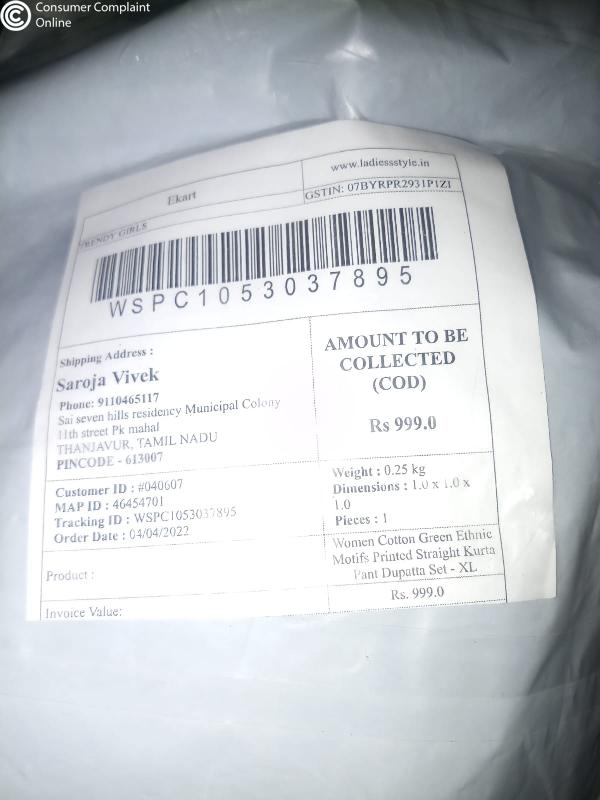 Consumer Complaint
Online
Ekart
www.ladiessstyle.in
GSTIN: 07BYRPR2931P1ZI
TRENDY GIRLS
WSPC1053037895
Shipping Address :
Saroja Vivek
Phone: 9110465117
Sai seven hills residency Municipal Colony
11th street Pk mahal
THANJAVUR, TAMIL NADU
PINCODE - 613007
AMOUNT TO BE
COLLECTED
(COD)
Rs 999.0
Customer ID : #040607
MAP ID : 46454701
Tracking ID : WSPC1053037895
Order Date : 04/04/2022
Weight : 0.25 kg
Dimensions : 1.0 x 1.0 x
1.0
Pieces : 1
Product :
Women Cotton Green Ethnic
Motifs Printed Straight Kurta
Pant Dupatta Set - XL
Invoice Value:
Rs. 999.0